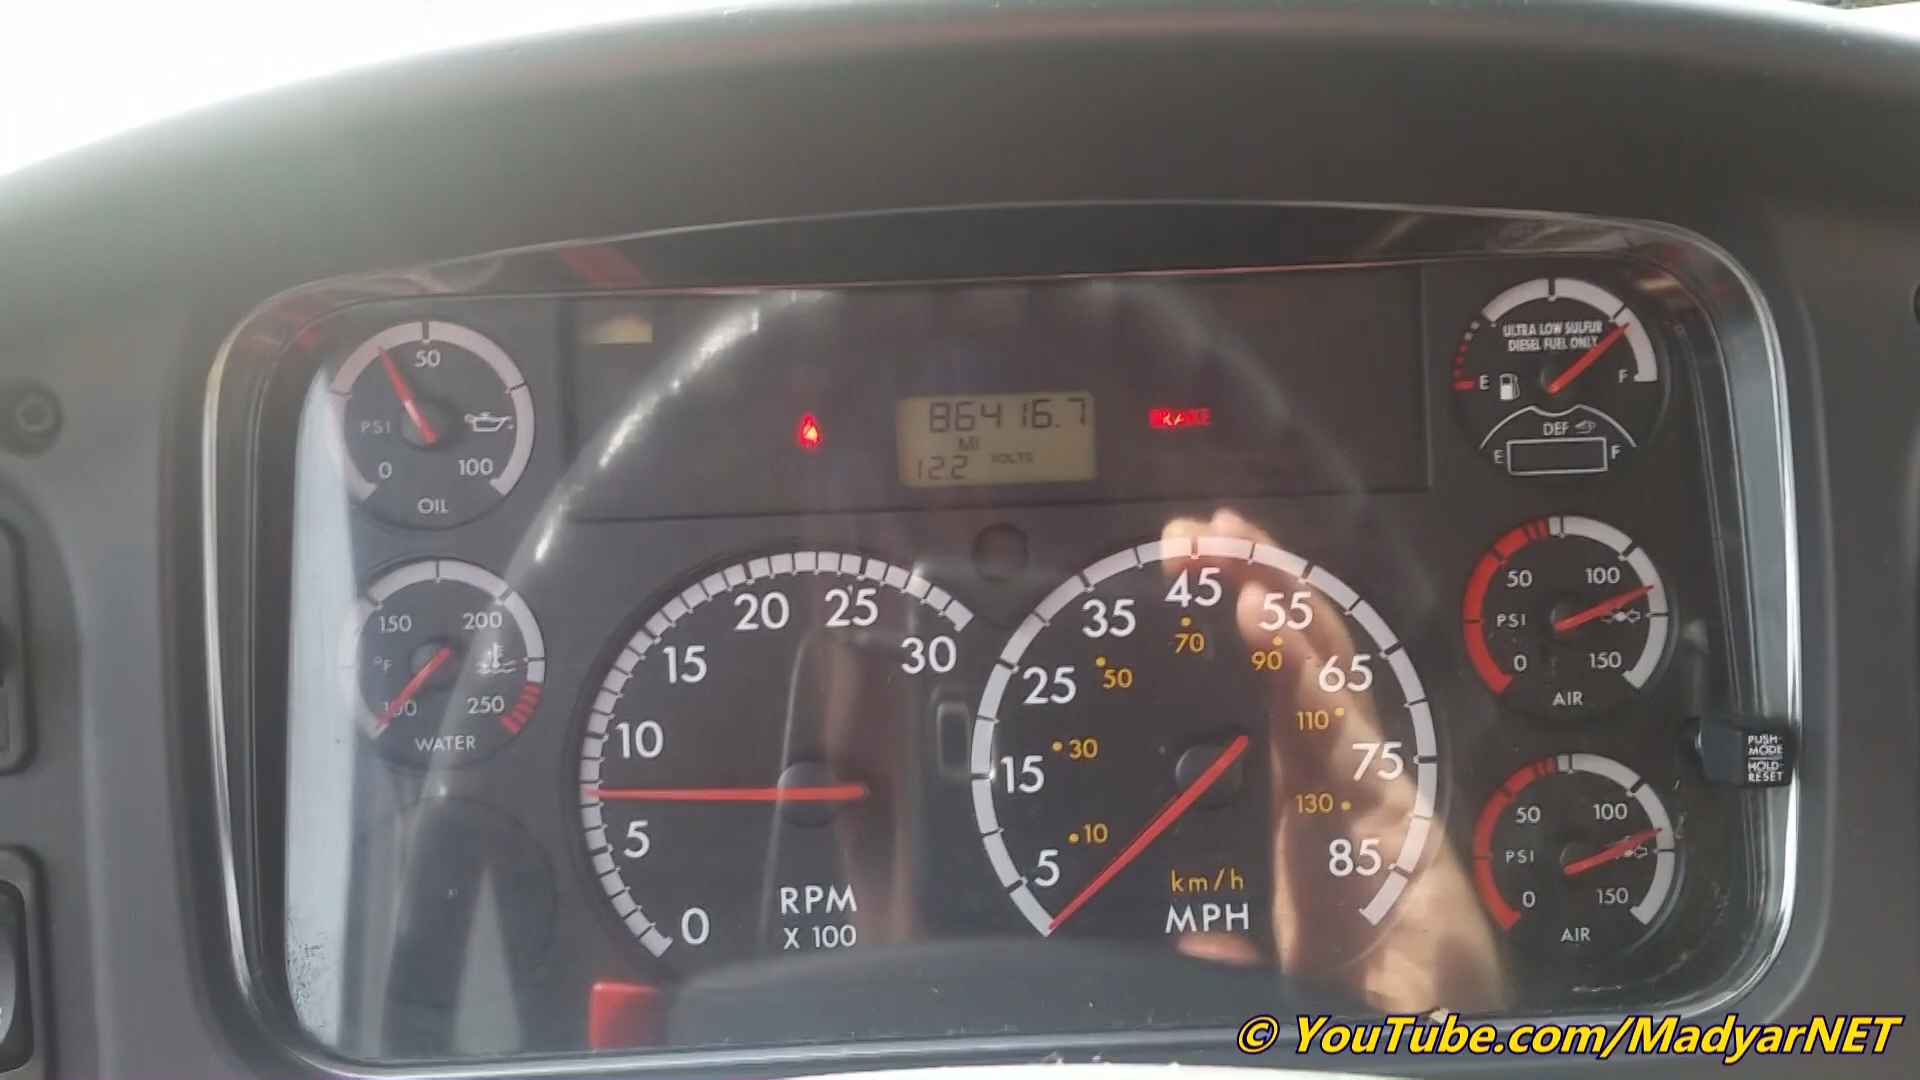 50
PSI
0 100
OIL
150 200
°F
100 250
WATER
86416.7
MI
12.2 VOLTS
BRAKE
ULTRA LOW SULFUR
DIESEL FUEL ONLY
E F
DEF
E F
0
5
10
15
20
25
30
RPM
X 100
5
15
25
35
45
55
65
75
85
10
30
50
70
90
110
130
km/h
MPH
50 100
PSI
0 150
AIR
PUSH-
MODE
HOLD-
RESET
50 100
PSI
0 150
AIR
© YouTube.com/MadyarNET